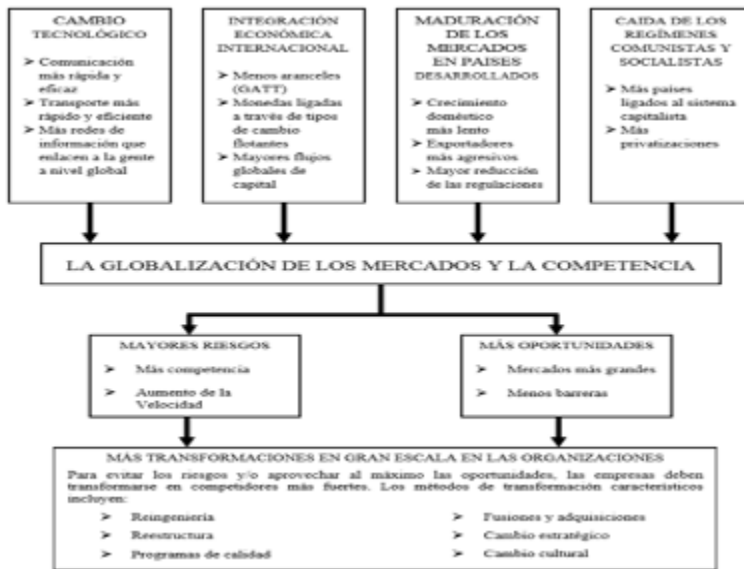 CAMBIO
TECNOLÓGICO
➤ Comunicación
más rápida y
eficaz
➤ Transporte más
rápido y eficiente
➤ Más redes de
información que
enlacen a la gente
a nivel global
INTEGRACIÓN
ECONÓMICA
INTERNACIONAL
➤ Menos aranceles
(GATT)
➤ Monedas ligadas
a través de tipos
de cambio
flotantes
➤ Mayores flujos
globales de
capital
MADURACIÓN
DE LOS
MERCADOS
EN PAISES
DESARROLLADOS
➤ Crecimiento
doméstico
más lento
➤ Exportadores
más agresivos
➤ Mayor reducción
de las regulaciones
CAIDA DE LOS
REGÍMENES
COMUNISTAS Y
SOCIALISTAS
➤ Más países
ligados al sistema
capitalista
➤ Más
privatizaciones
LA GLOBALIZACIÓN DE LOS MERCADOS Y LA COMPETENCIA
MAYORES RIESGOS
➤ Más competencia
➤ Aumento de la
Velocidad
MÁS OPORTUNIDADES
➤ Mercados más grandes
➤ Menos barreras
MÁS TRANSFORMACIONES EN GRAN ESCALA EN LAS ORGANIZACIONES
Para evitar los riesgos y/o aprovechar al máximo las oportunidades, las empresas deben
transformarse en competidores más fuertes. Los métodos de transformación característicos
incluyen:
➤ Reingeniería
➤ Reestructura
➤ Programas de calidad
➤ Fusiones y adquisiciones
➤ Cambio estratégico
➤ Cambio cultural